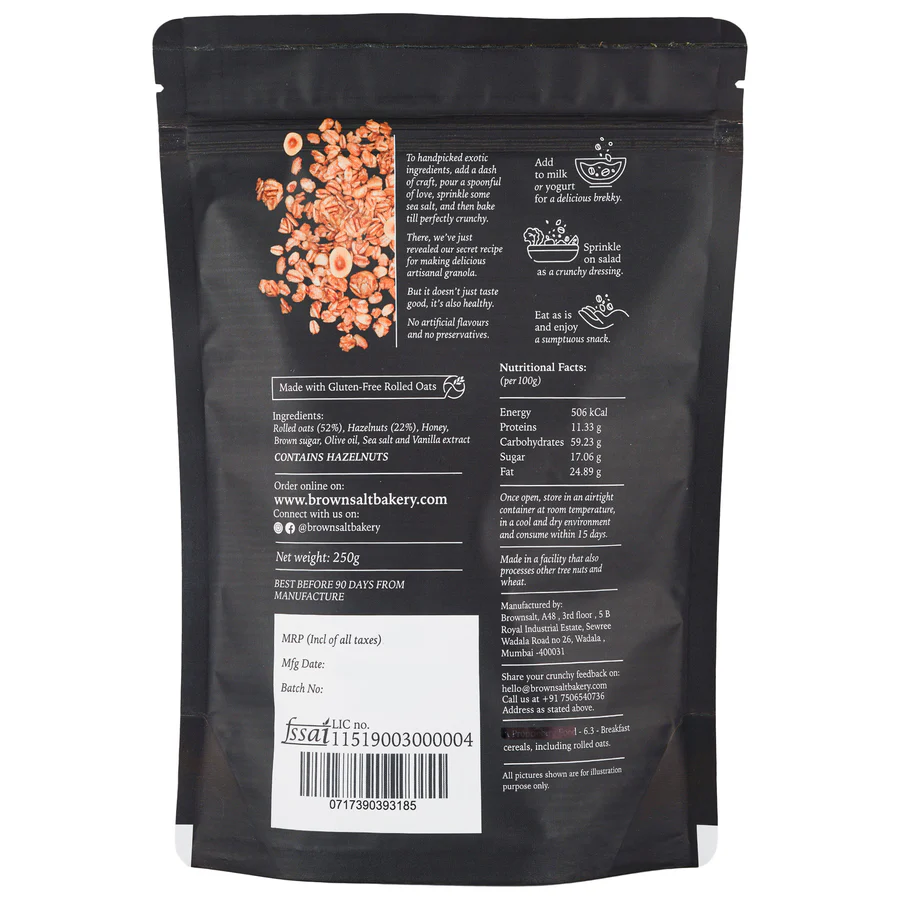 To handpicked exotic
ingredients, add a dash
of craft, pour a spoonful
of love, sprinkle some
sea salt, and then bake
till perfectly crunchy.
There, we've just
revealed our secret recipe
for making delicious
artisanal granola.
But it doesn't just taste
good, it's also healthy.
No artificial flavours
and no preservatives.
Add
to milk
or yogurt
for a delicious brekky.
Sprinkle
on salad
as a crunchy dressing.
Eat as is
and enjoy
a sumptuous snack.
Made with Gluten-Free Rolled Oats
Ingredients:
Rolled oats (52%), Hazelnuts (22%), Honey,
Brown sugar, Olive oil, Sea salt and Vanilla extract
CONTAINS HAZELNUTS
Order online on:
www.brownsaltbakery.com
Connect with us on:
@brownsaltbakery
Net weight: 250g
BEST BEFORE 90 DAYS FROM
MANUFACTURE
MRP (Incl of all taxes)
Mfg Date:
Batch No:
fssai LIC no.
11519003000004
0717390393185
Nutritional Facts:
(per 100g)
Energy 506 kCal
Proteins 11.33 g
Carbohydrates 59.23 g
Sugar 17.06 g
Fat 24.89 g
Once open, store in an airtight
container at room temperature,
in a cool and dry environment
and consume within 15 days.
Made in a facility that also
processes other tree nuts and
wheat.
Manufactured by:
Brownsalt, A48 , 3rd floor , 5 B
Royal Industrial Estate, Sewree
Wadala Road no 26, Wadala ,
Mumbai -400031
Share your crunchy feedback on:
hello@brownsaltbakery.com
Call us at +91 7506540736
Address as stated above.
- 6.3 - Breakfast
cereals, including rolled oats.
All pictures shown are for illustration
purpose only.